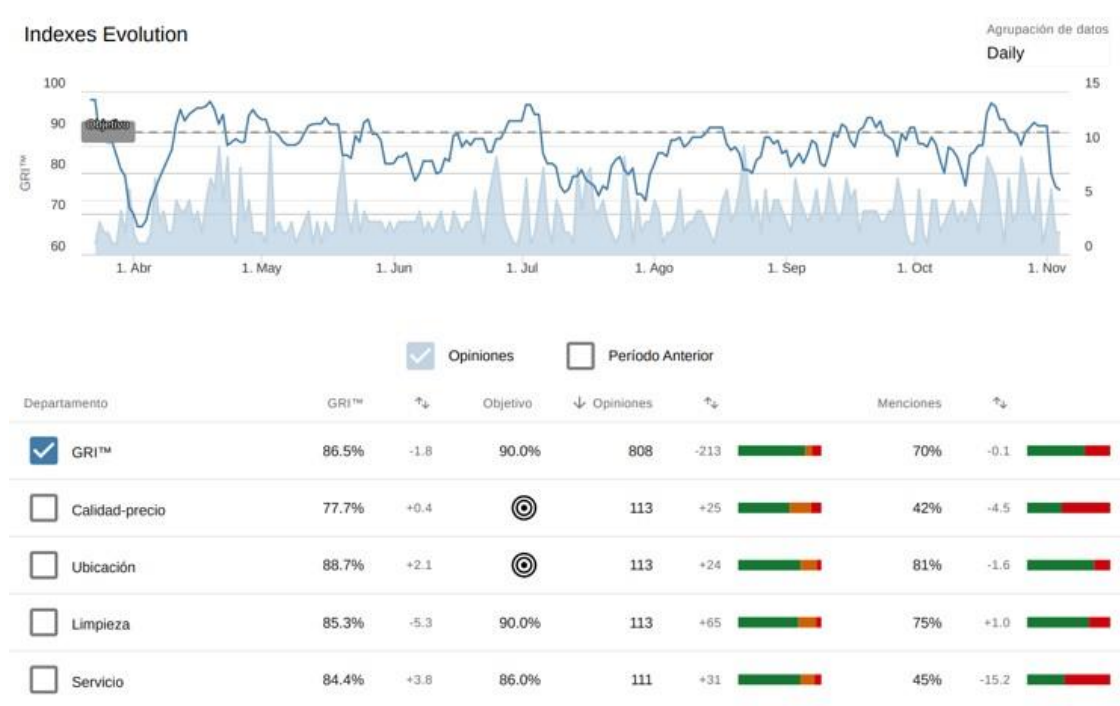 Indexes Evolution
Agrupación de datos
Daily
100
90
80
70
60
GRI™
Objetivo
15
10
5
0
1. Abr
1. May
1. Jun
1. Jul
1. Ago
1. Sep
1. Oct
1. Nov
Opiniones
Período Anterior
Departamento GRI™ Objetivo Opiniones Menciones
GRI™ 86.5% -1.8 90.0% 808 -213 70% -0.1
Calidad-precio 77.7% +0.4 113 +25 42% -4.5
Ubicación 88.7% +2.1 113 +24 81% -1.6
Limpieza 85.3% -5.3 90.0% 113 +65 75% +1.0
Servicio 84.4% +3.8 86.0% 111 +31 45% -15.2